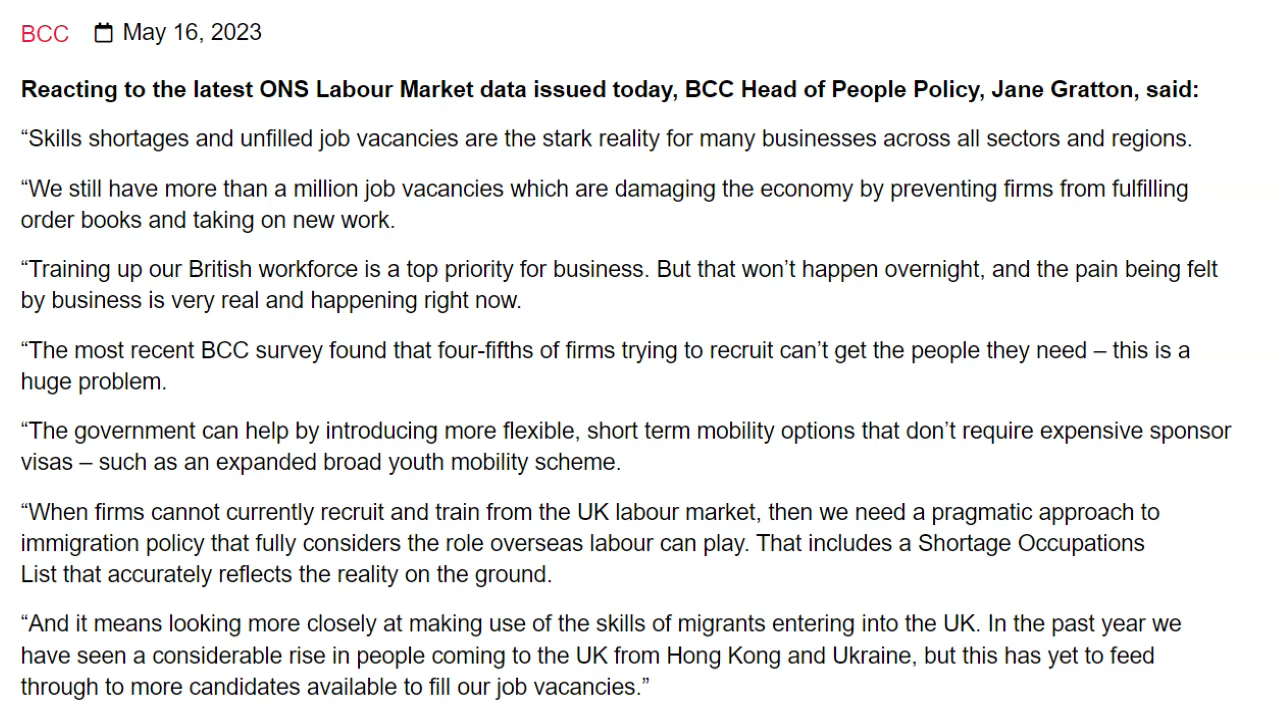 BCC May 16, 2023
Reacting to the latest ONS Labour Market data issued today, BCC Head of People Policy, Jane Gratton, said:
“Skills shortages and unfilled job vacancies are the stark reality for many businesses across all sectors and regions.
“We still have more than a million job vacancies which are damaging the economy by preventing firms from fulfilling
order books and taking on new work.
“Training up our British workforce is a top priority for business. But that won’t happen overnight, and the pain being felt
by business is very real and happening right now.
“The most recent BCC survey found that four-fifths of firms trying to recruit can’t get the people they need – this is a
huge problem.
“The government can help by introducing more flexible, short term mobility options that don’t require expensive sponsor
visas – such as an expanded broad youth mobility scheme.
“When firms cannot currently recruit and train from the UK labour market, then we need a pragmatic approach to
immigration policy that fully considers the role overseas labour can play. That includes a Shortage Occupations
List that accurately reflects the reality on the ground.
“And it means looking more closely at making use of the skills of migrants entering into the UK. In the past year we
have seen a considerable rise in people coming to the UK from Hong Kong and Ukraine, but this has yet to feed
through to more candidates available to fill our job vacancies.”